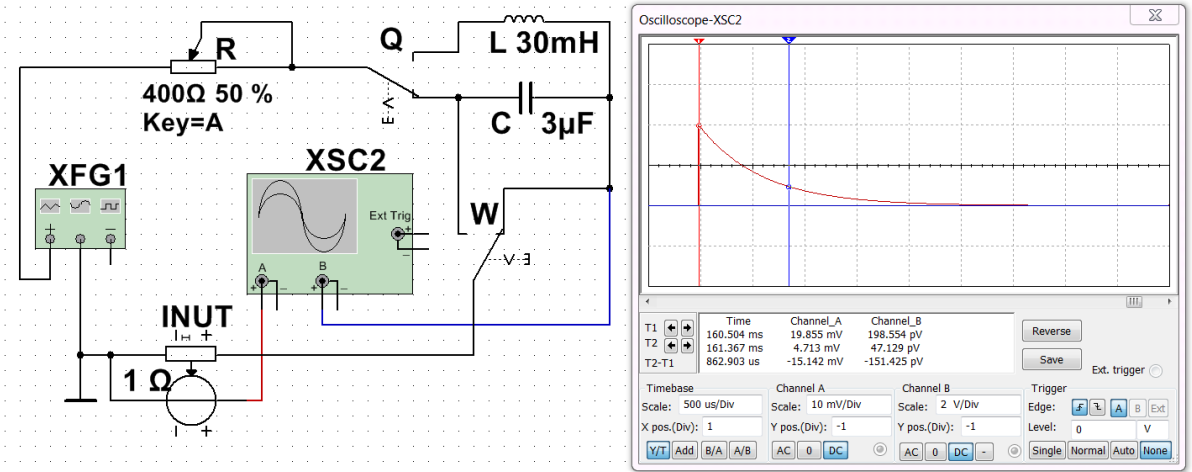 R
400Ω 50 %
Key=A
Q
L 30mH
C 3µF
XFG1
XSC2
Ext Trig
+
−
A
B
+ − + −
W
INUT
1 Ω
Oscilloscope-XSC2
1
2
T1
T2
T2-T1
Time Channel_A Channel_B
160.504 ms 19.855 mV 198.554 pV
161.367 ms 4.713 mV 47.129 pV
862.903 us -15.142 mV -151.425 pV
Reverse
Save
Ext. trigger
Timebase
Scale: 500 us/Div
X pos.(Div): 1
Y/T Add B/A A/B
Channel A
Scale: 10 mV/Div
Y pos.(Div): -1
AC 0 DC
Channel B
Scale: 2 V/Div
Y pos.(Div): -1
AC 0 DC -
Trigger
Edge: A B Ext
Level: 0 V
Single Normal Auto None